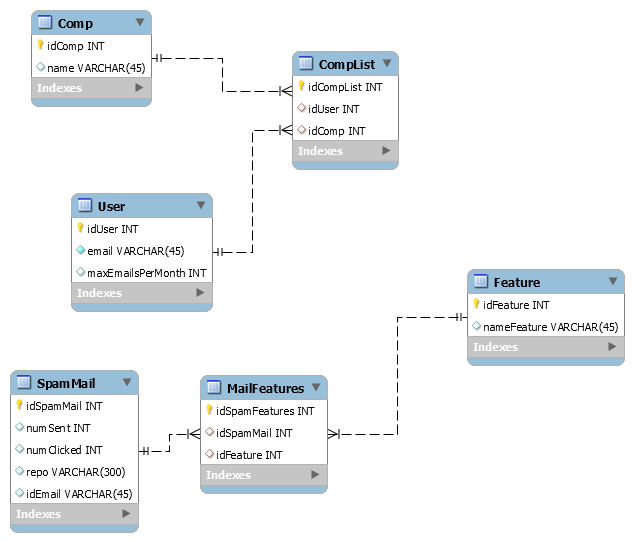 Comp
idComp INT
name VARCHAR(45)
Indexes
CompList
idCompList INT
idUser INT
idComp INT
Indexes
User
idUser INT
email VARCHAR(45)
maxEmailsPerMonth INT
Indexes
Feature
idFeature INT
nameFeature VARCHAR(45)
Indexes
SpamMail
idSpamMail INT
numSent INT
numClicked INT
repo VARCHAR(300)
idEmail VARCHAR(45)
Indexes
MailFeatures
idSpamFeatures INT
idSpamMail INT
idFeature INT
Indexes